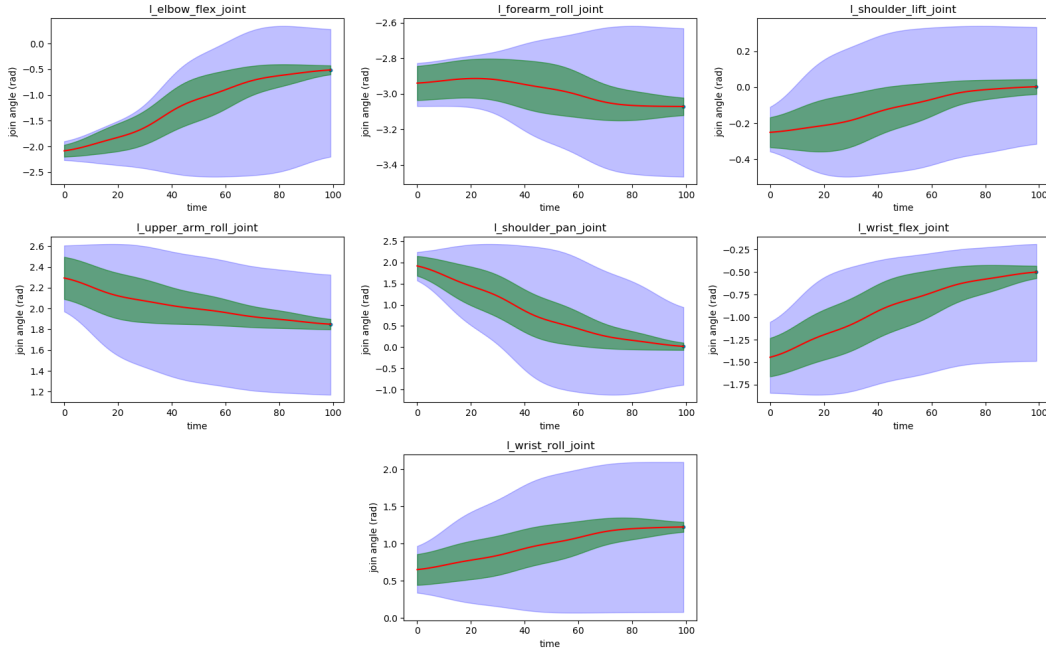 l_elbow_flex_joint
join angle (rad)
0.0
−0.5
−1.0
−1.5
−2.0
−2.5
0 20 40 60 80 100
time
l_forearm_roll_joint
join angle (rad)
−2.6
−2.8
−3.0
−3.2
−3.4
0 20 40 60 80 100
time
l_shoulder_lift_joint
join angle (rad)
0.2
0.0
−0.2
−0.4
0 20 40 60 80 100
time
l_upper_arm_roll_joint
join angle (rad)
2.6
2.4
2.2
2.0
1.8
1.6
1.4
1.2
0 20 40 60 80 100
time
l_shoulder_pan_joint
join angle (rad)
2.5
2.0
1.5
1.0
0.5
0.0
−0.5
−1.0
0 20 40 60 80 100
time
l_wrist_flex_joint
join angle (rad)
−0.25
−0.50
−0.75
−1.00
−1.25
−1.50
−1.75
0 20 40 60 80 100
time
l_wrist_roll_joint
join angle (rad)
2.0
1.5
1.0
0.5
0.0
0 20 40 60 80 100
time